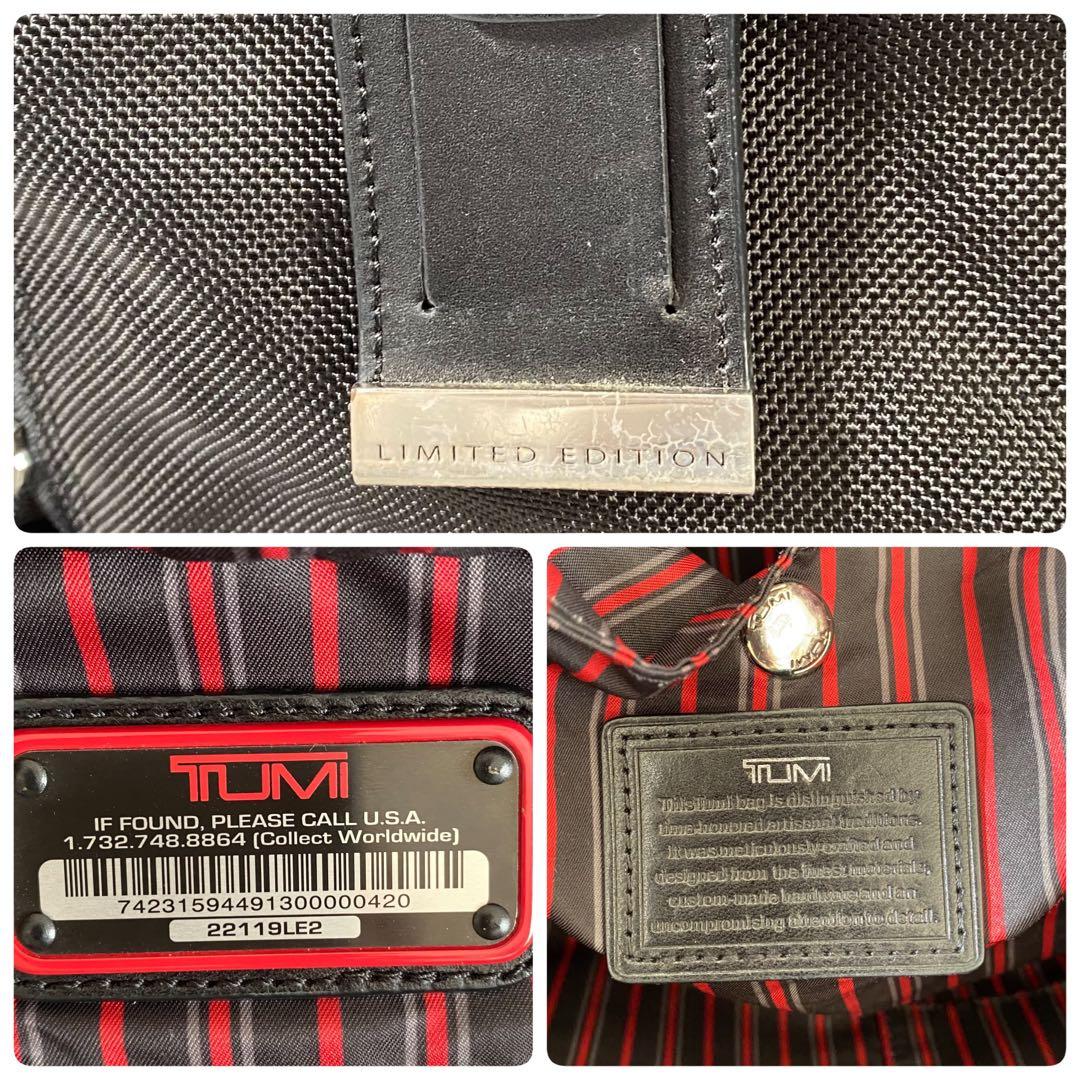 LIMITED EDITION
TUMI
IF FOUND, PLEASE CALL U.S.A.
1.732.748.8864 (Collect Worldwide)
74231594491300000420
22119LE2
TUMI
TUMI
TUMI
This Tumi bag is distinguished by
time-honored artisanal traditions.
It was meticulously crafted and
designed from the finest materials,
custom-made hardware and an
uncompromising attention to detail.